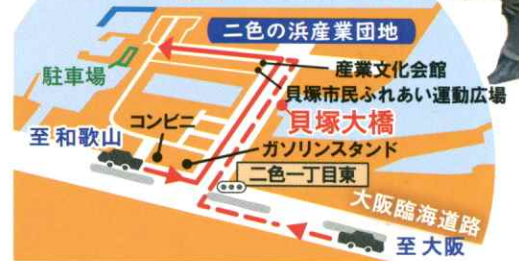 二色の浜産業団地
産業文化会館
貝塚市民ふれあい運動広場
駐車場
貝塚大橋
至和歌山
コンビニ
ガソリンスタンド
二色一丁目東
大阪臨海道路
至大阪